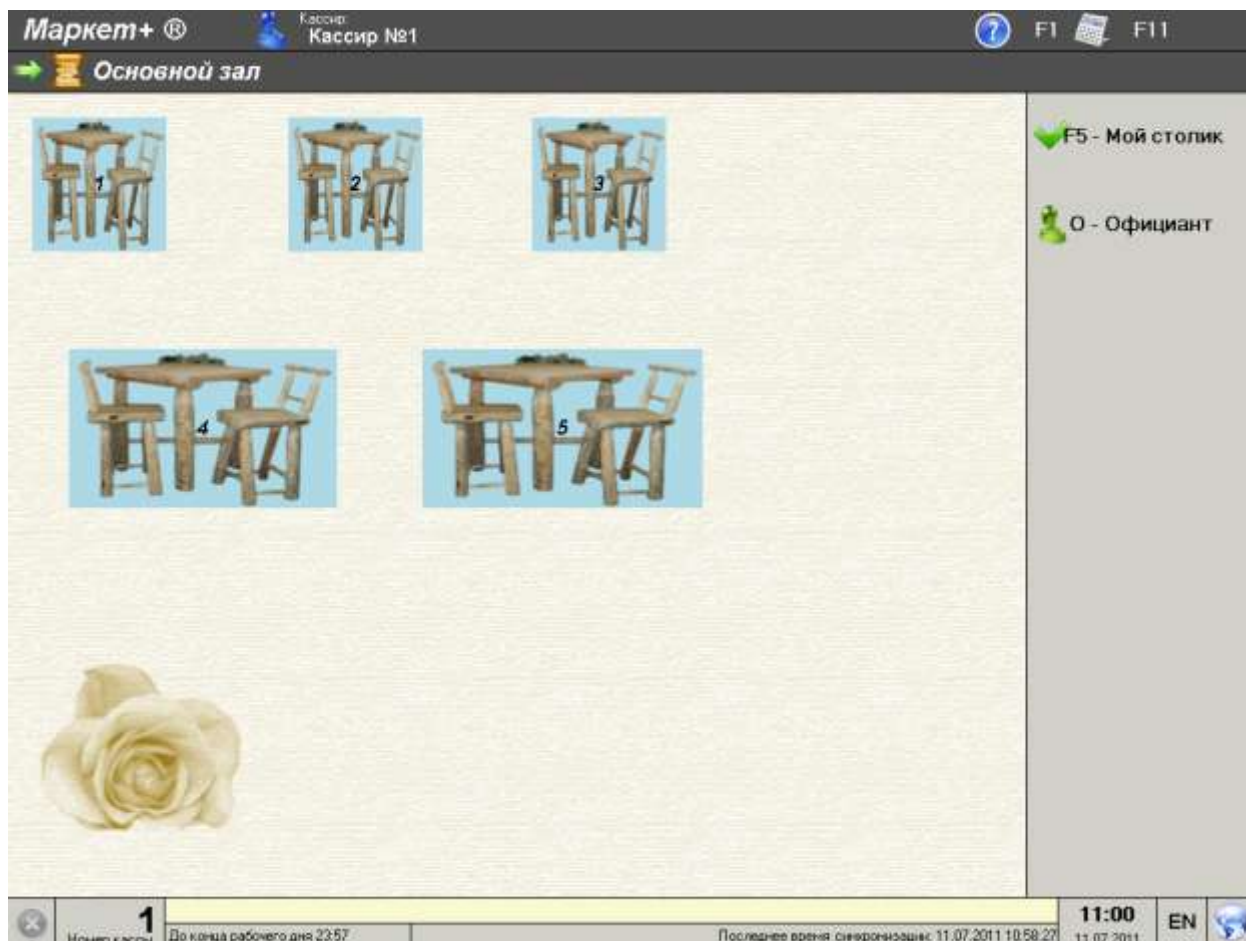 Маркет+ ®
Кассир:
Кассир №1
F1
F11
Основной зал
1
2
3
F5 - Мой столик
О - Официант
4
5
1
Номер кассы
До конца рабочего дня 23:57
Последнее время синхронизации: 11.07.2011 10:58:27
11:00
11.07.2011
EN